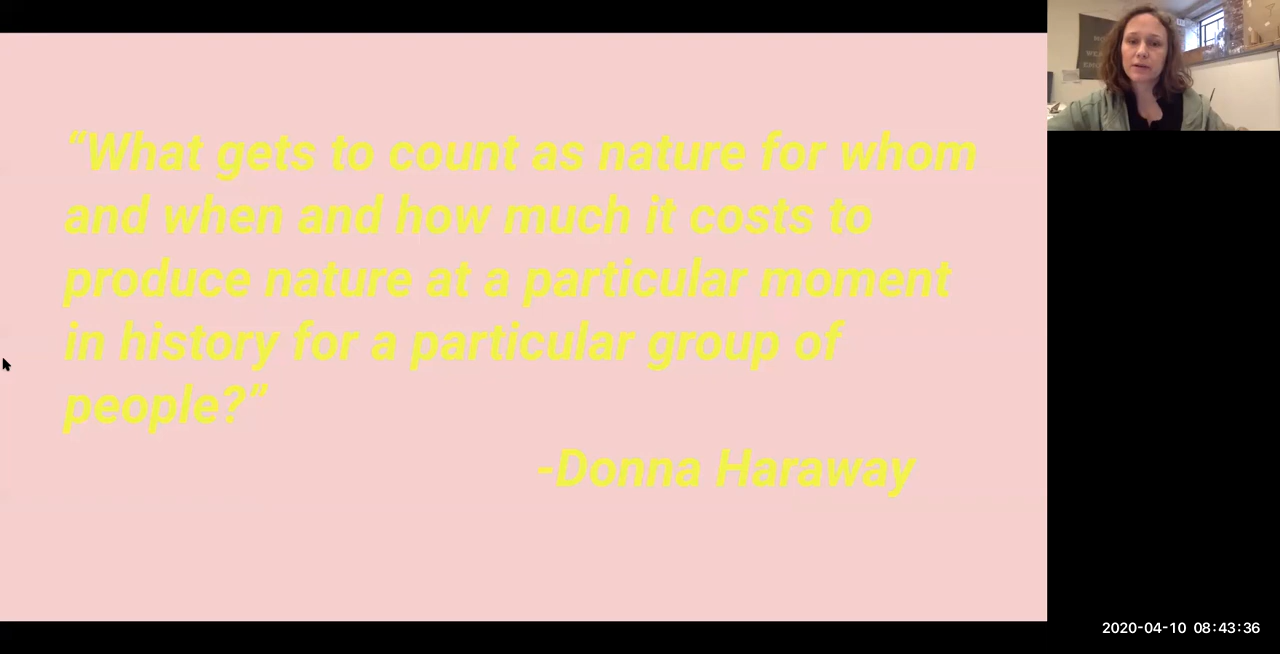 “What gets to count as nature for whom
and when and how much it costs to
produce nature at a particular moment
in history for a particular group of
people?”
-Donna Haraway
2020-04-10 08:43:36